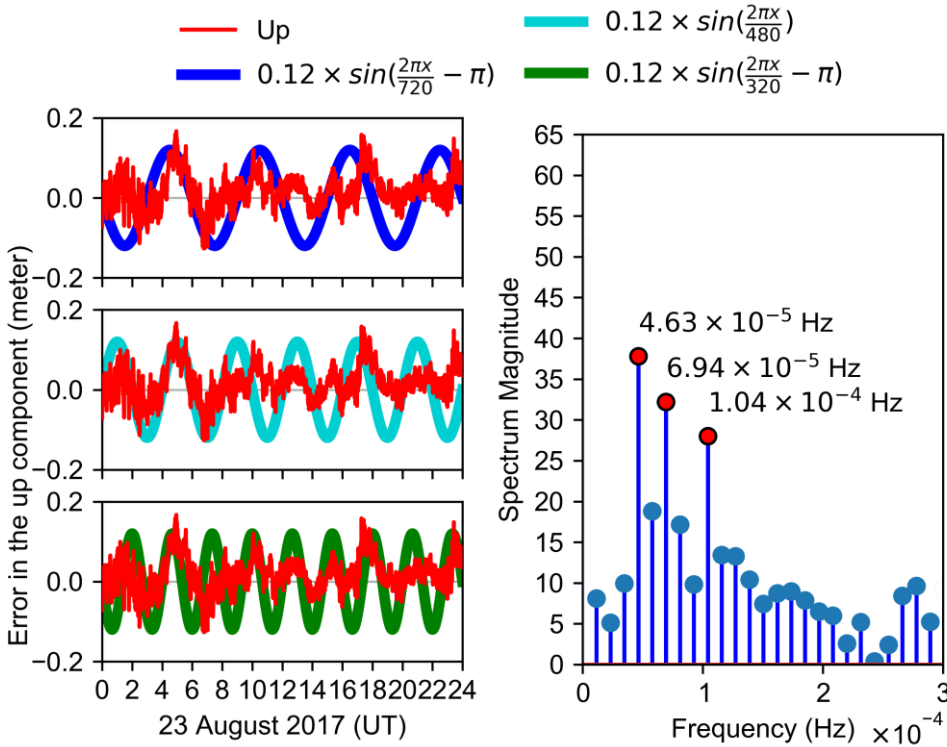 Up
0.12 × sin(2πx/720 − π)
0.12 × sin(2πx/480)
0.12 × sin(2πx/320 − π)
Error in the up component (meter)
0.2
0.0
−0.2
0.2
0.0
−0.2
0.2
0.0
−0.2
0 2 4 6 8 10 12 14 16 18 20 22 24
23 August 2017 (UT)
Spectrum Magnitude
65
60
55
50
45
40
35
30
25
20
15
10
5
0
4.63 × 10⁻⁵ Hz
6.94 × 10⁻⁵ Hz
1.04 × 10⁻⁴ Hz
0 1 2 3
Frequency (Hz) ×10⁻⁴